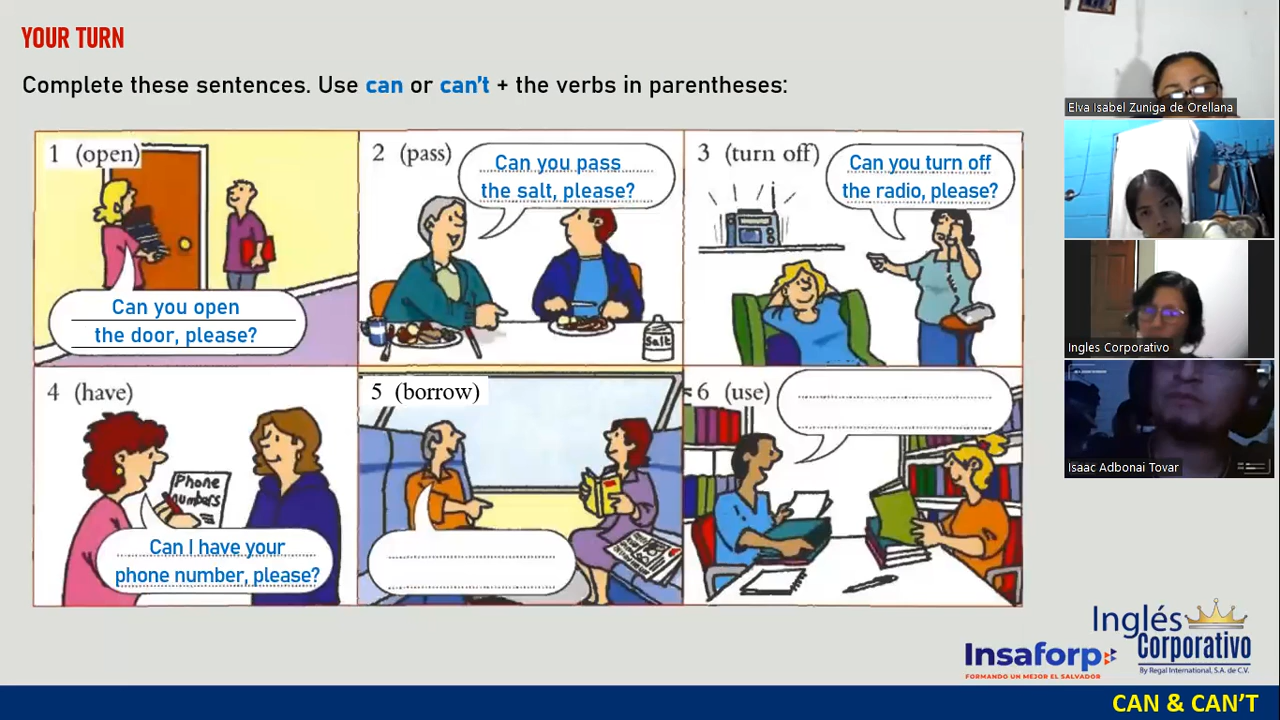 YOUR TURN
Complete these sentences. Use can or can't + the verbs in parentheses:
1 (open)
Can you open
the door, please?
2 (pass)
Can you pass
the salt, please?
Salt
3 (turn off)
Can you turn off
the radio, please?
4 (have)
Phone
numbers
Can I have your
phone number, please?
5 (borrow)
6 (use)
Elva Isabel Zuniga de Orellana
Ingles Corporativo
Isaac Adbonai Tovar
Insaforp
FORMANDO UN MEJOR EL SALVADOR
Inglés
Corporativo
By Regal International, S.A. de C.V.
CAN & CAN'T